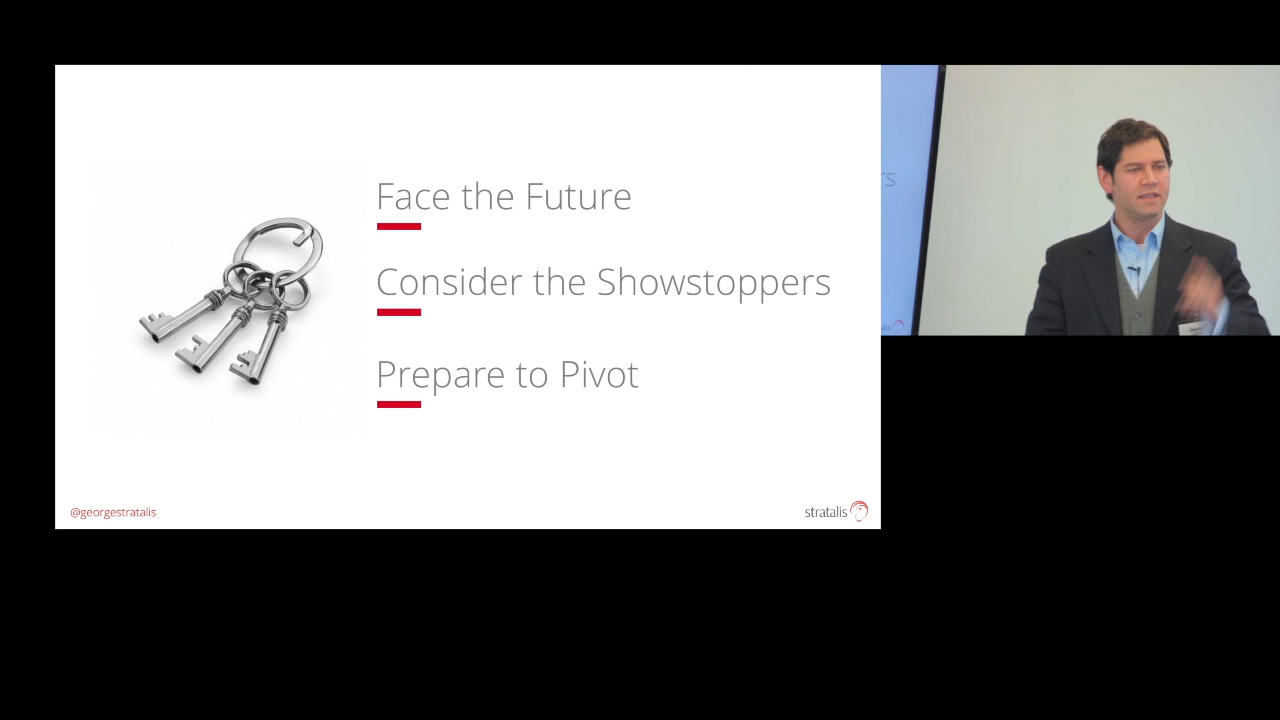 Face the Future
Consider the Showstoppers
Prepare to Pivot
@georgestratalis
stratalis